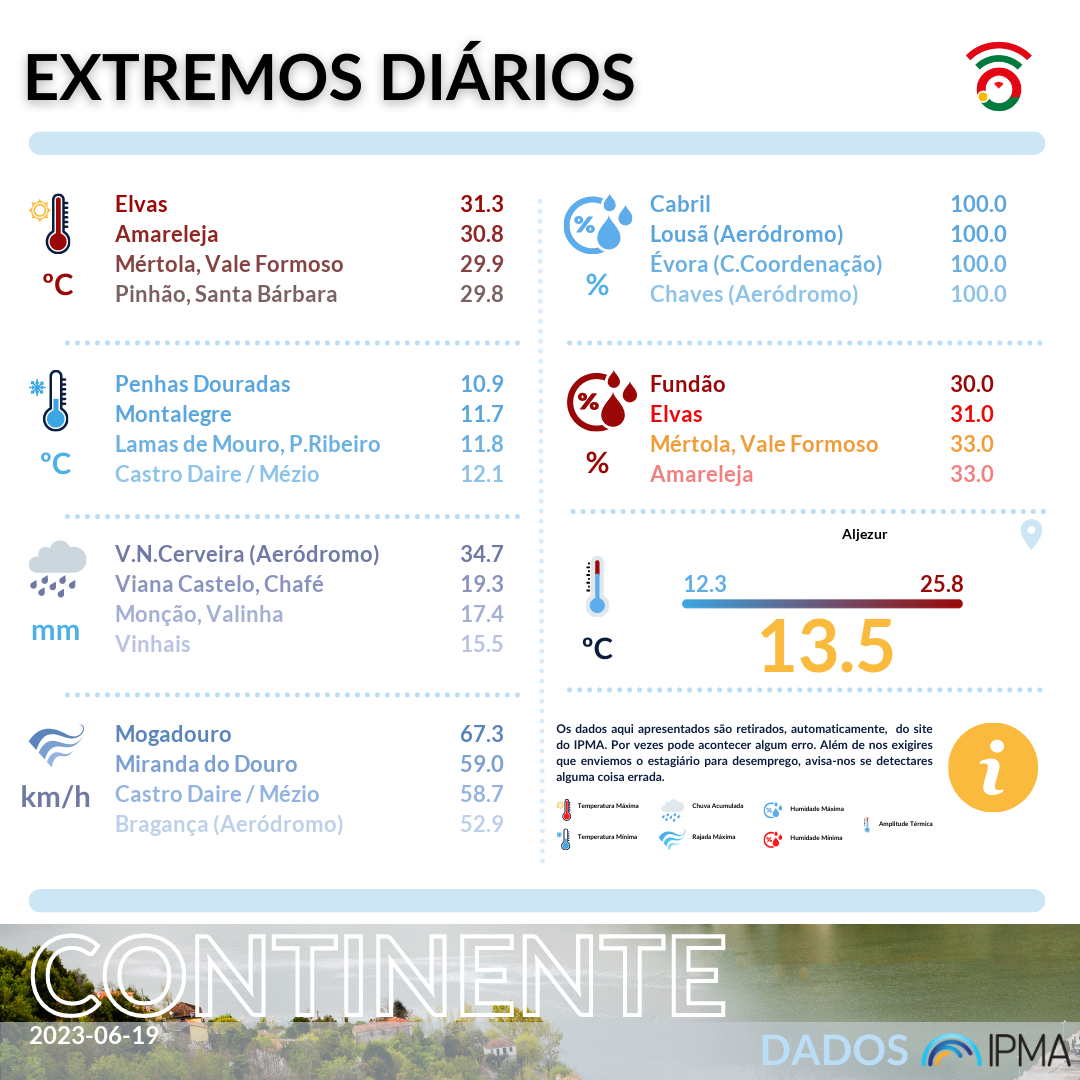 EXTREMOS DIÁRIOS
Elvas 31.3
Amareleja 30.8
Mértola, Vale Formoso 29.9
Pinhão, Santa Bárbara 29.8
ºC
Penhas Douradas 10.9
Montalegre 11.7
Lamas de Mouro, P.Ribeiro 11.8
Castro Daire / Mézio 12.1
ºC
V.N.Cerveira (Aeródromo) 34.7
Viana Castelo, Chafé 19.3
Monção, Valinha 17.4
Vinhais 15.5
mm
Mogadouro 67.3
Miranda do Douro 59.0
Castro Daire / Mézio 58.7
Bragança (Aeródromo) 52.9
km/h
%
Cabril 100.0
Lousã (Aeródromo) 100.0
Évora (C.Coordenação) 100.0
Chaves (Aeródromo) 100.0
%
%
Fundão 30.0
Elvas 31.0
Mértola, Vale Formoso 33.0
Amareleja 33.0
%
Aljezur
12.3 25.8
13.5
ºC
Os dados aqui apresentados são retirados, automaticamente, do site
do IPMA. Por vezes pode acontecer algum erro. Além de nos exigires
que enviemos o estagiário para desemprego, avisa-nos se detectares
alguma coisa errada.
i
Temperatura Máxima
Chuva Acumulada
Humidade Máxima
Amplitude Térmica
Temperatura Mínima
Rajada Máxima
Humidade Mínima
CONTINENTE
2023-06-19
DADOS IPMA